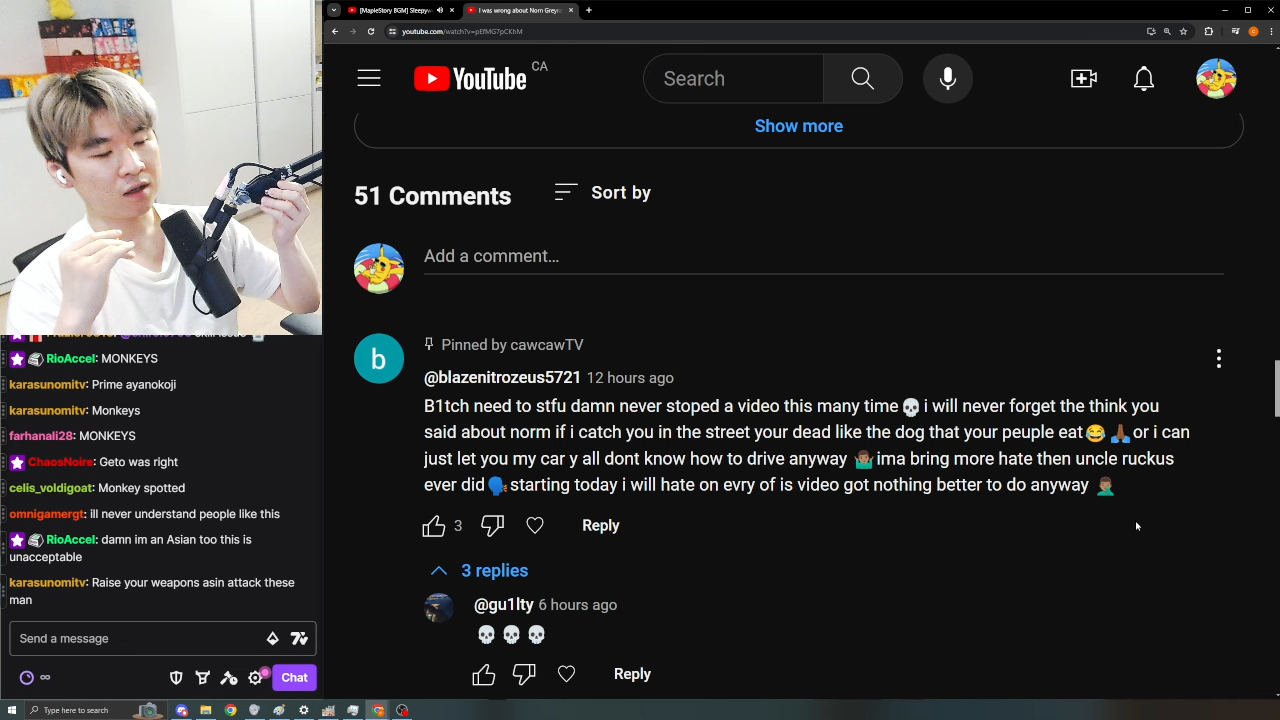 [MapleStory BGM] Sleepyw
I was wrong about Norn Greyra
youtube.com/watch?v=pEfMG7pCKhM
YouTube CA
Search
Show more
51 Comments
Sort by
Add a comment...
b
Pinned by cawcawTV
@blazenitrozeus5721 12 hours ago
B1tch need to stfu damn never stoped a video this many time💀i will never forget the think you
said about norm if i catch you in the street your dead like the dog that your peuple eat😂🙏🏾or i can
just let you my car y all dont know how to drive anyway 🤷🏽‍♂️ima bring more hate then uncle ruckus
ever did🗣️starting today i will hate on evry of is video got nothing better to do anyway 🤦🏽‍♂️
3
Reply
3 replies
@gu1lty 6 hours ago
💀💀💀
Reply
RioAccel: MONKEYS
karasunomitv: Prime ayanokoji
karasunomitv: Monkeys
farhanali28: MONKEYS
ChaosNoire: Geto was right
celis_voldigoat: Monkey spotted
omnigamergt: ill never understand people like this
RioAccel: damn im an Asian too this is
unacceptable
karasunomitv: Raise your weapons asin attack these
man
Send a message
∞
Chat
Type here to search